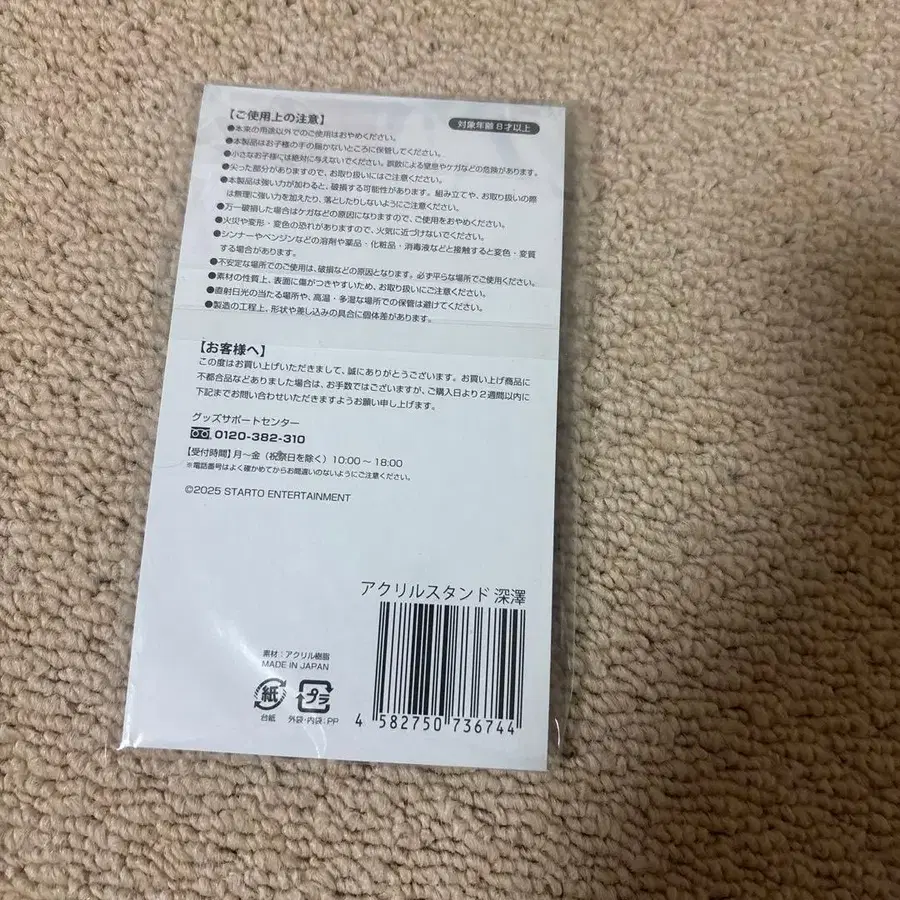 【ご使用上の注意】
対象年齢 8才以上
●本来の用途以外でのご使用はおやめください。
●本製品はお子様の手の届かないところに保管してください。
●小さなお子様には絶対に与えないでください。誤飲による窒息やケガなどの危険があります。
●尖った部分がありますので、お取り扱いにはご注意ください。
●本製品は強い力が加わると、破損する可能性があります。組み立てや、お取り扱いの際
は無理に強い力を加えたり、落としたりしないようにご注意ください。
●万一破損した場合はケガなどの原因になりますので、ご使用をおやめください。
●火災や変形・変色の恐れがありますので、火気に近づけないでください。
●シンナーやベンジンなどの溶剤や薬品・化粧品・消毒液などと接触すると変色・変質
する場合があります。
●不安定な場所でのご使用は、破損などの原因となります。必ず平らな場所でご使用ください。
●素材の性質上、表面に傷がつきやすいため、お取り扱いにご注意ください。
●直射日光の当たる場所や、高温・多湿な場所での保管は避けてください。
●製造の工程上、形状や差し込みの具合に個体差があります。
【お客様へ】
この度はお買い上げいただきまして、誠にありがとうございます。お買い上げ商品に
不都合品などありました場合は、お手数ではございますが、ご購入日より2週間以内に
下記までお問い合わせいただきますようお願い申し上げます。
グッズサポートセンター
0120-382-310
【受付時間】月～金（祝祭日を除く）10:00～18:00
※電話番号はよく確かめてからお間違いのないようにご注意ください。
©2025 STARTO ENTERTAINMENT
アクリルスタンド 深澤
素材：アクリル樹脂
MADE IN JAPAN
紙
プラ
台紙
外袋・内袋：PP
4 582750 736744